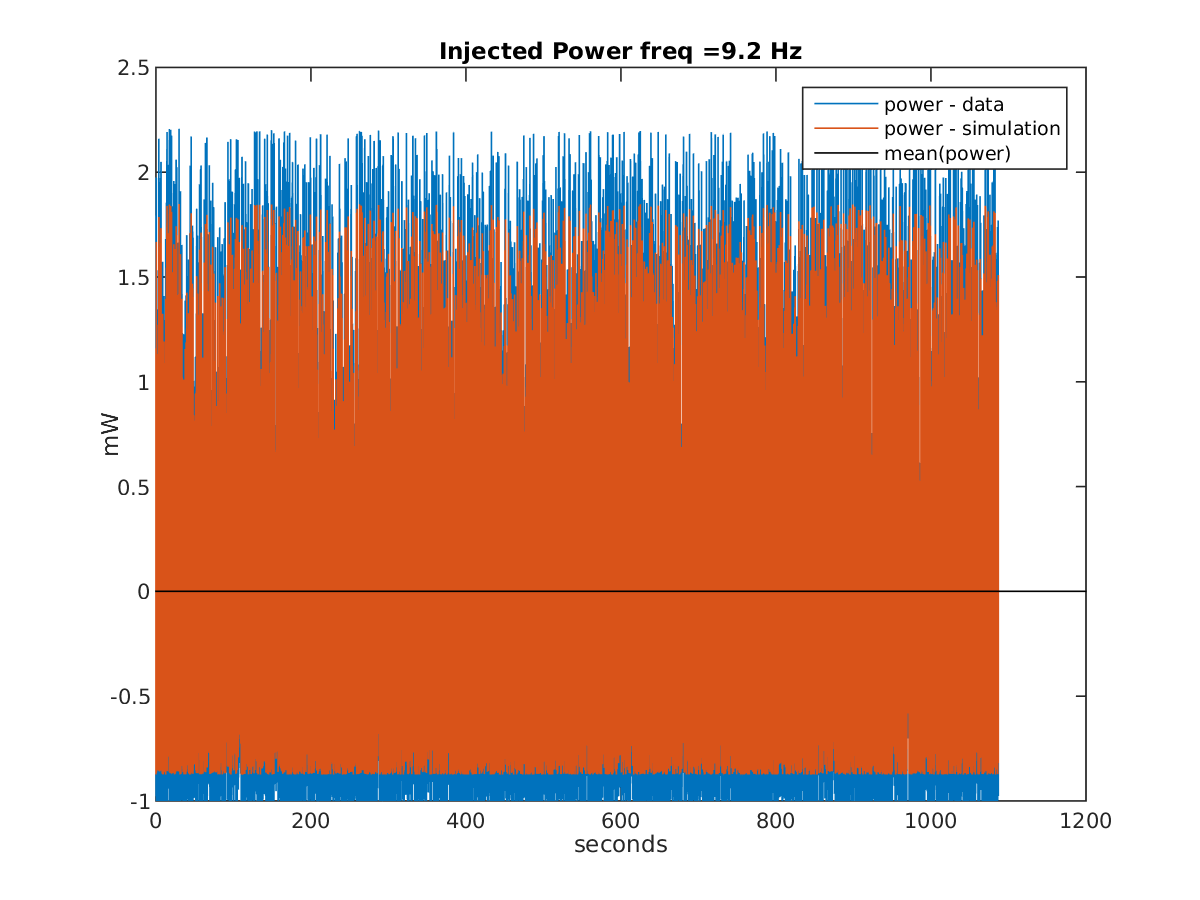 Injected Power freq =9.2 Hz
2.5
power - data
power - simulation
mean(power)
2
1.5
1
mW
0.5
0
-0.5
-1
0 200 400 600 800 1000 1200
seconds